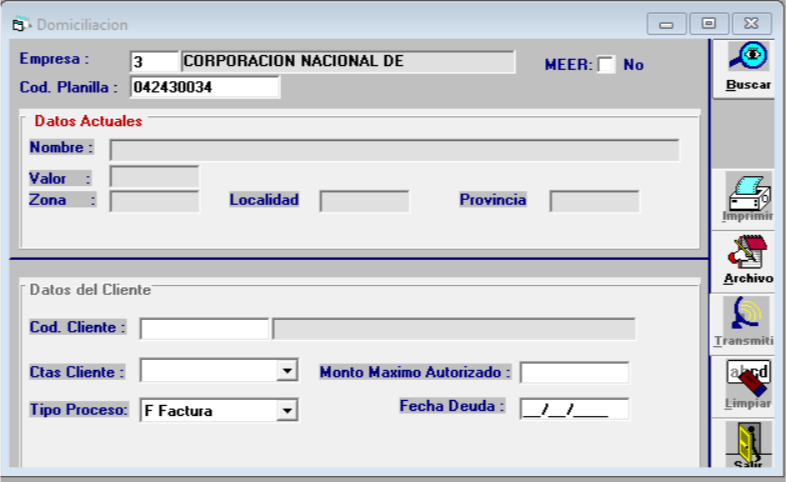 Domiciliacion
Empresa : 3 CORPORACION NACIONAL DE MEER: No
Cod. Planilla : 042430034
Buscar
Datos Actuales
Nombre :
Valor :
Zona : Localidad Provincia
Imprimir
Archivo
Datos del Cliente
Cod. Cliente :
Transmiti
Ctas Cliente : Monto Maximo Autorizado :
abcd
Tipo Proceso: F Factura Fecha Deuda : __/__/____
Limpiar
Salir